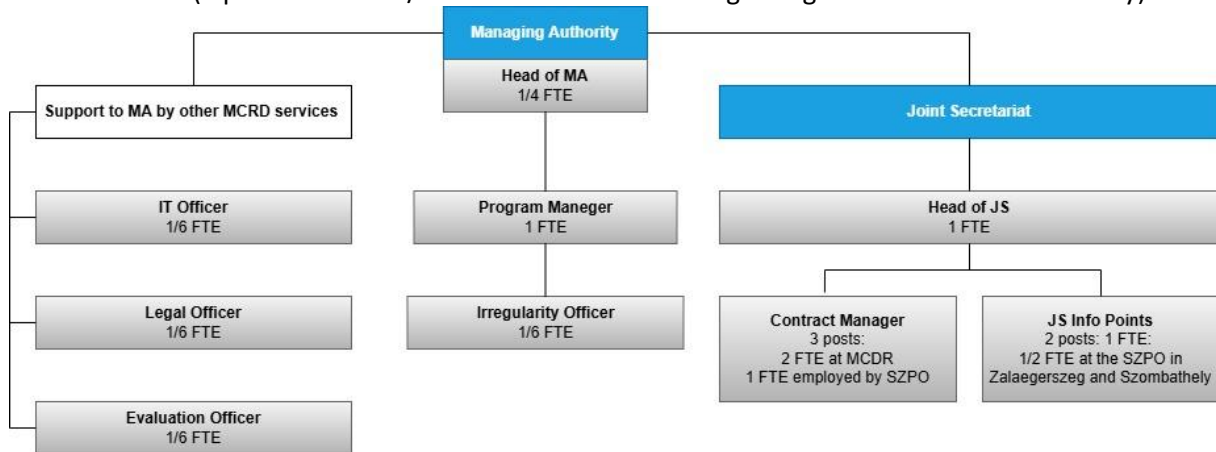 Managing Authority
Head of MA
1/4 FTE
Support to MA by other MCRD services
Joint Secretariat
IT Officer
1/6 FTE
Program Maneger
1 FTE
Head of JS
1 FTE
Legal Officer
1/6 FTE
Irregularity Officer
1/6 FTE
Contract Manager
3 posts:
2 FTE at MCDR
1 FTE employed by SZPO
JS Info Points
2 posts: 1 FTE:
1/2 FTE at the SZPO in
Zalaegerszeg and Szombathely
Evaluation Officer
1/6 FTE